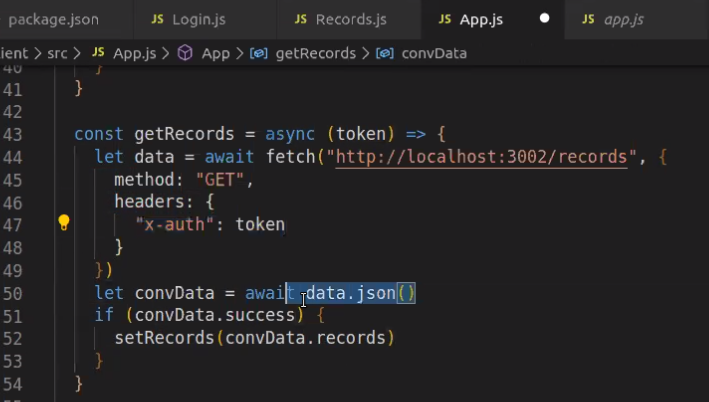 package.json JS Login.js JS Records.js JS App.js JS app.js
ient > src > JS App.js > App > getRecords > convData
40 }
41 }
42
43 const getRecords = async (token) => {
44 let data = await fetch("http://localhost:3002/records", {
45 method: "GET",
46 headers: {
47 "x-auth": token
48 }
49 })
50 let convData = await data.json()
51 if (convData.success) {
52 setRecords(convData.records)
53 }
54 }